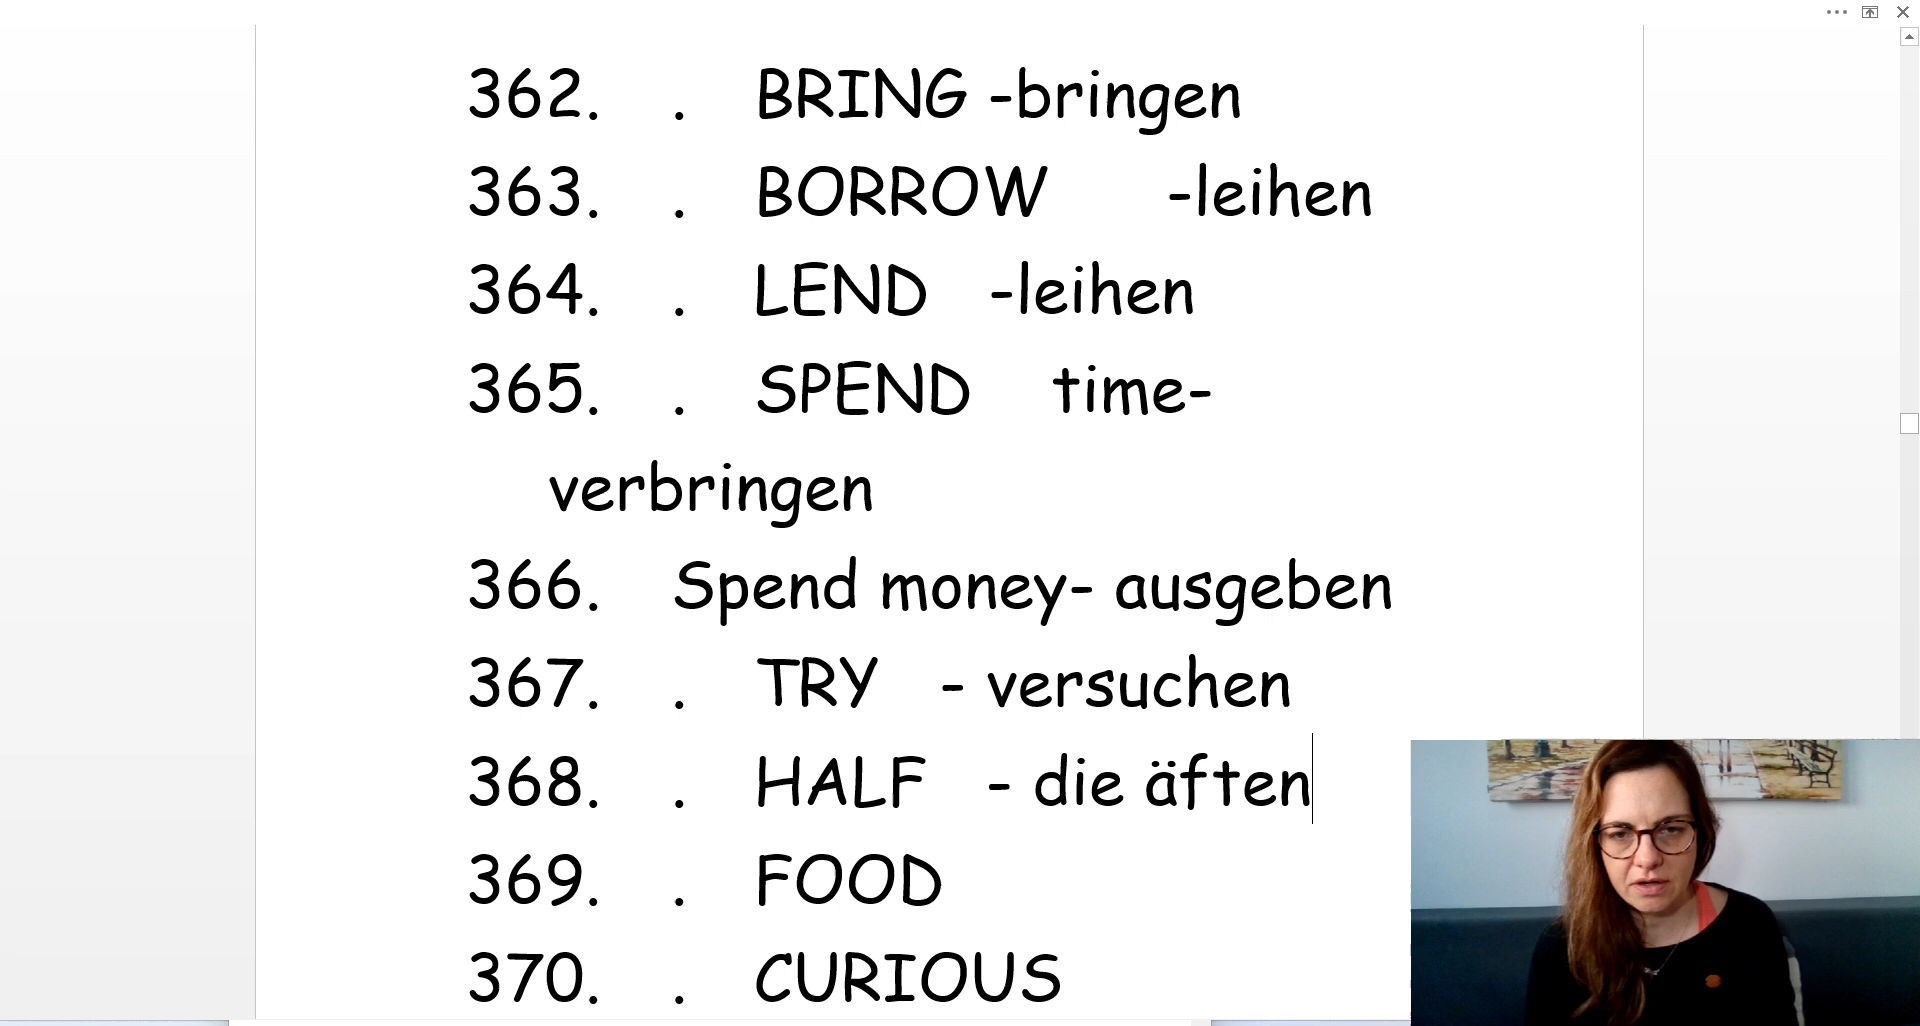 362. . BRING -bringen
363. . BORROW -leihen
364. . LEND -leihen
365. . SPEND time-
verbringen
366. Spend money- ausgeben
367. . TRY - versuchen
368. . HALF - die äften
369. . FOOD
370. . CURIOUS